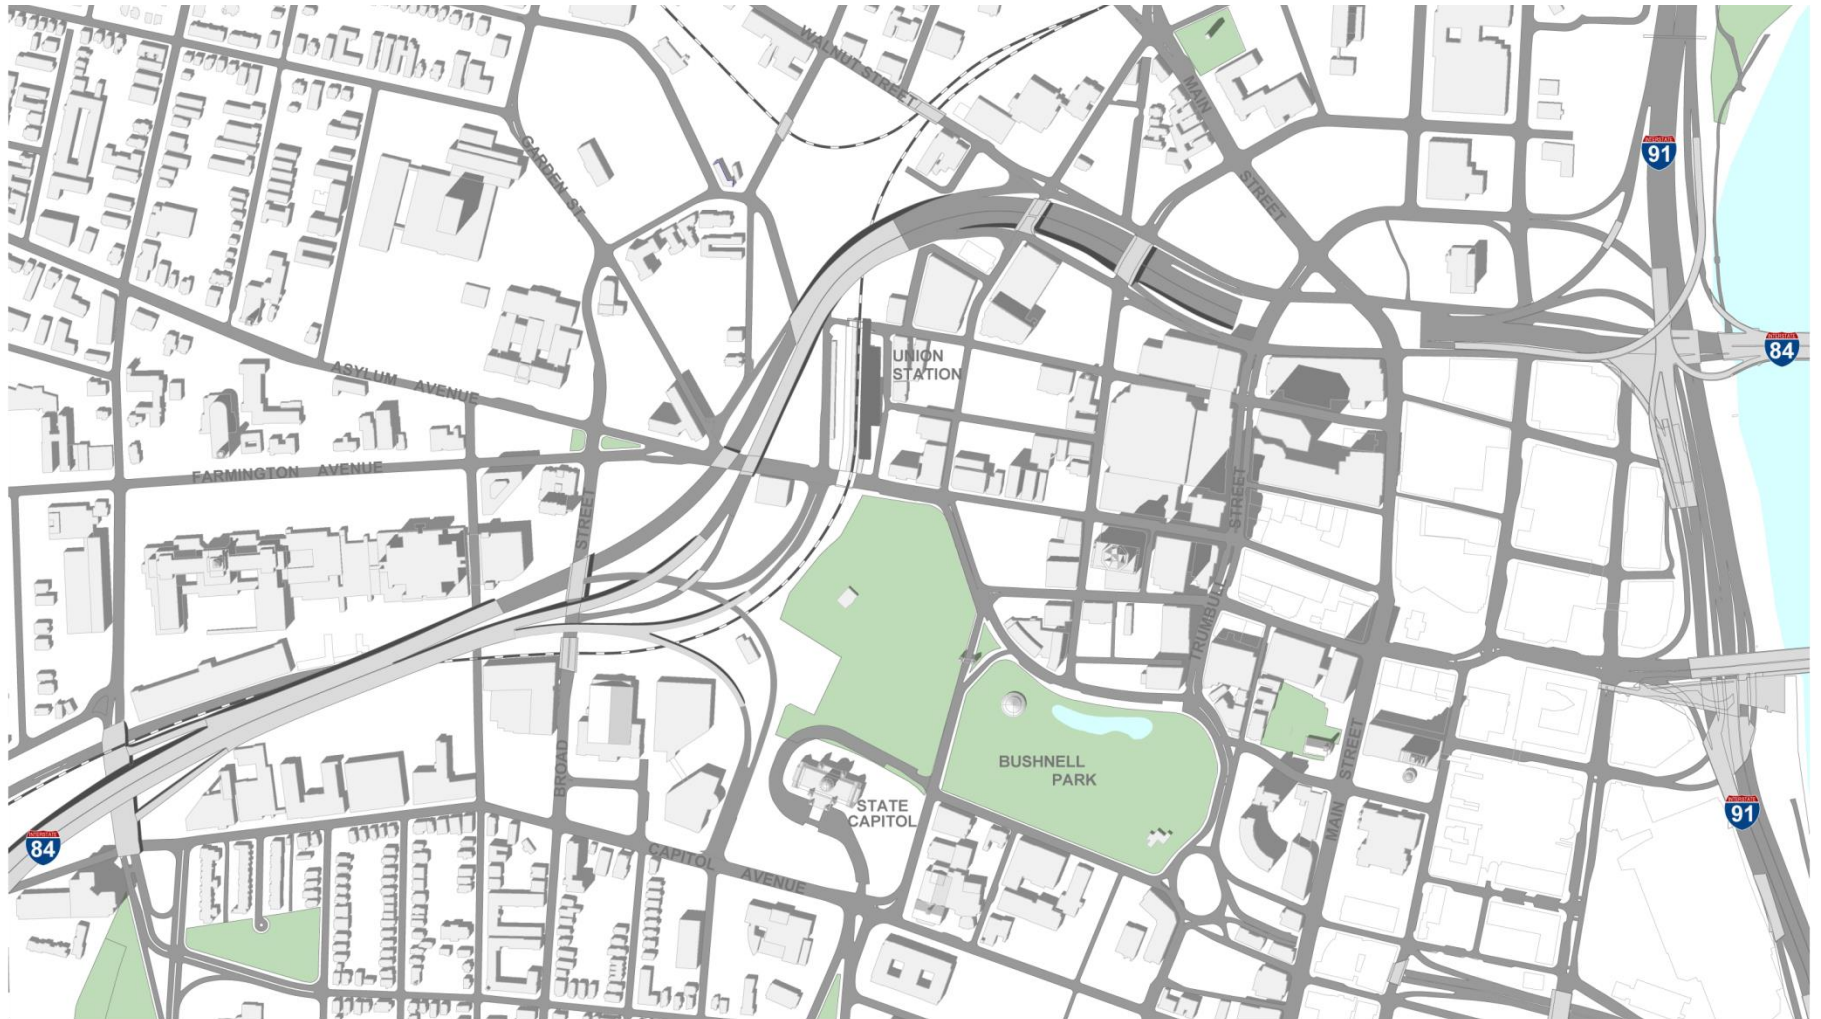 WALNUT STREET
MAIN
STREET
INTERSTATE
91
GARDEN ST.
INTERSTATE
84
UNION
STATION
ASYLUM AVENUE
FARMINGTON AVENUE
STREET
BROAD
STREET
TRUMBULL
BUSHNELL
PARK
STATE
CAPITOL
STREET
MAIN
INTERSTATE
91
INTERSTATE
84
CAPITOL AVENUE